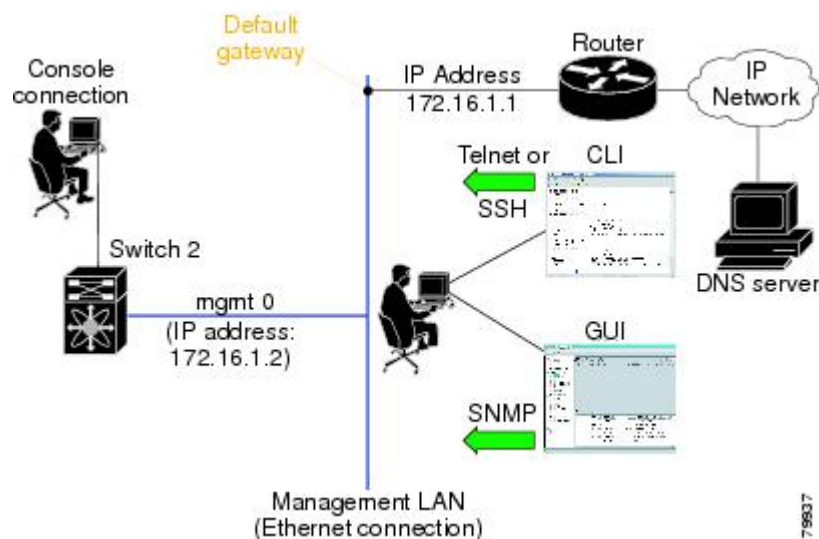 Default
gateway
Router
IP Address
172.16.1.1
IP
Network
Console
connection
Telnet or
CLI
SSH
Switch 2
DNS server
mgmt 0
(IP address:
172.16.1.2)
GUI
SNMP
Management LAN
(Ethernet connection)
79937